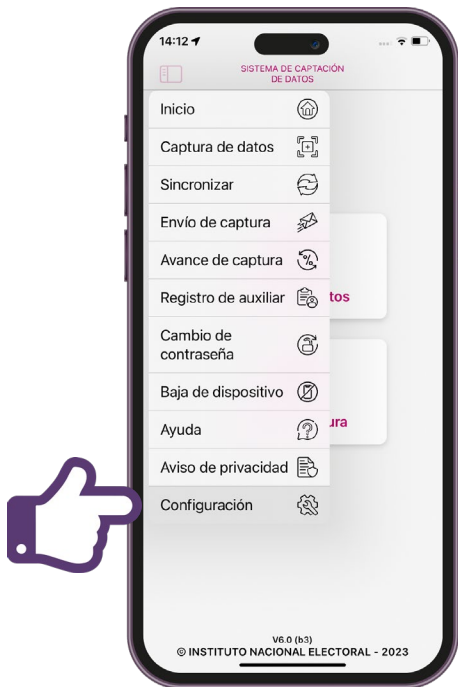 14:12
SISTEMA DE CAPTACIÓN
DE DATOS
Inicio
Captura de datos
Sincronizar
Envío de captura
Avance de captura
Registro de auxiliar
tos
Cambio de
contraseña
Baja de dispositivo
Ayuda
ura
Aviso de privacidad
Configuración
V6.0 (b3)
© INSTITUTO NACIONAL ELECTORAL - 2023